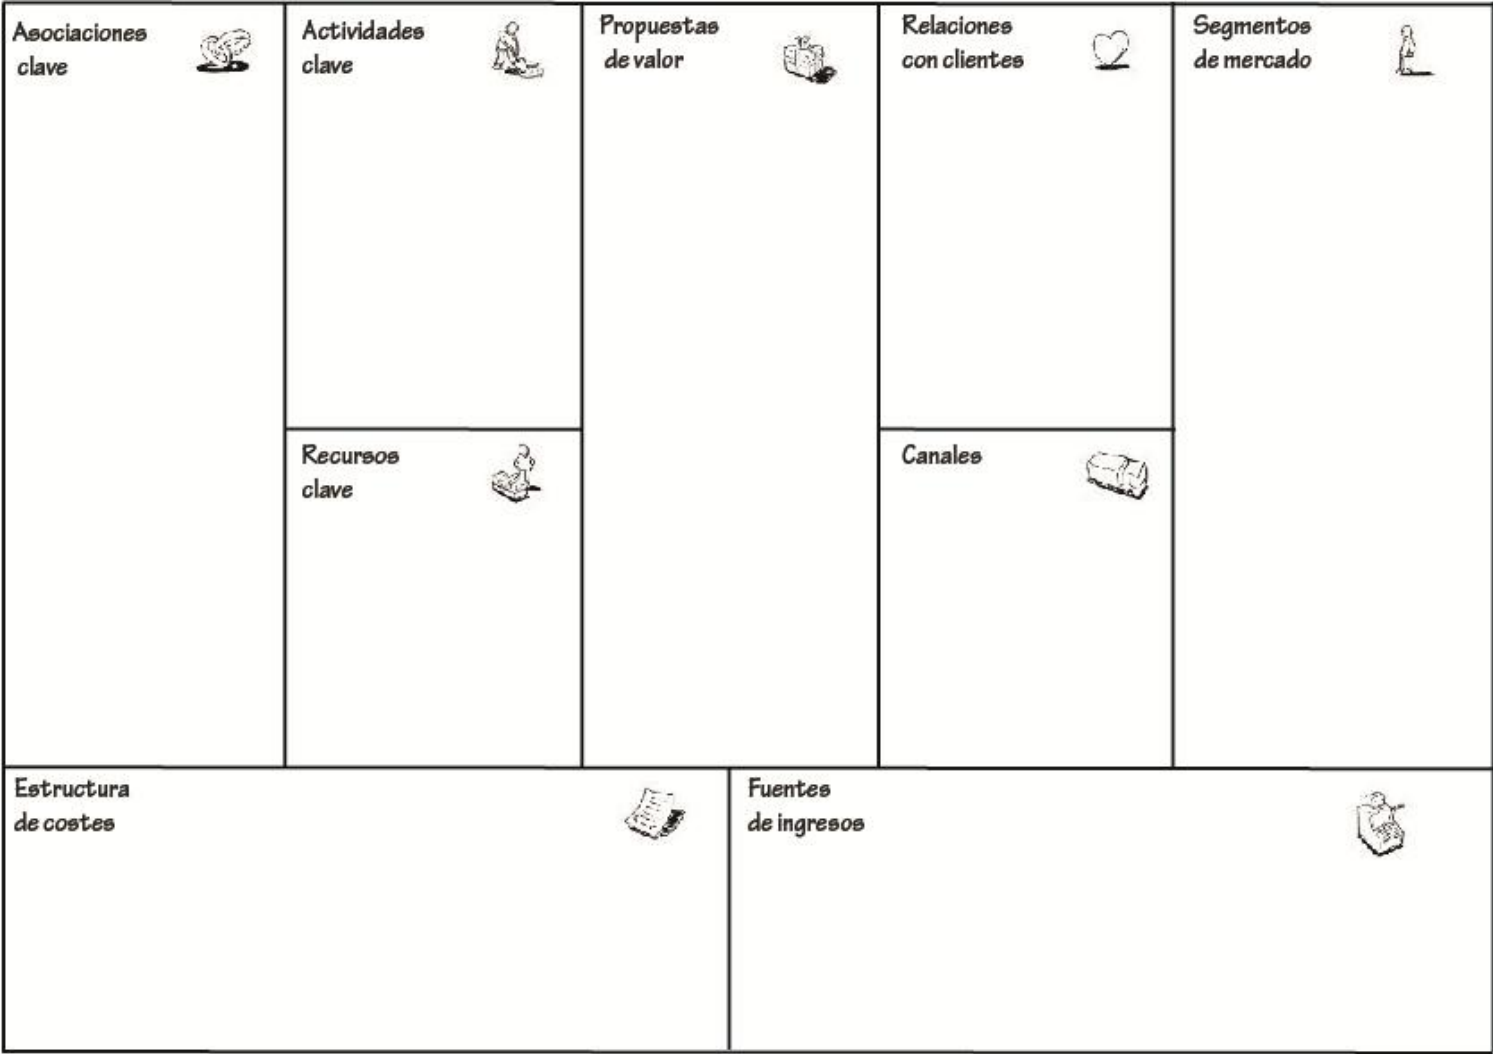 Asociaciones
clave
Actividades
clave
Propuestas
de valor
Relaciones
con clientes
Segmentos
de mercado
Recursos
clave
Canales
Estructura
de costes
Fuentes
de ingresos